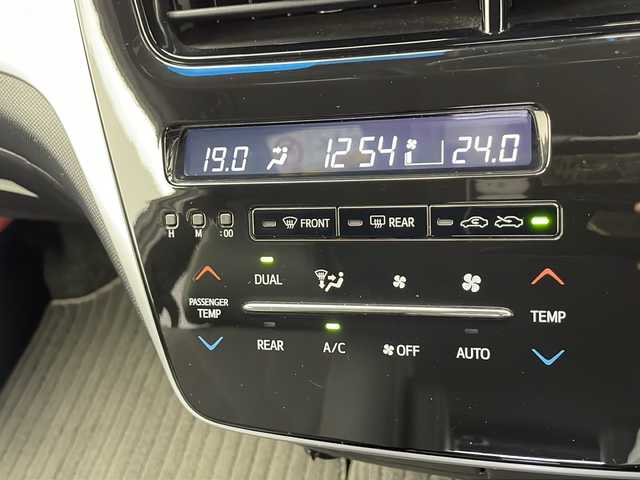 19.0 12:54 24.0
H M :00 FRONT REAR
DUAL
PASSENGER
TEMP
TEMP
REAR A/C OFF AUTO